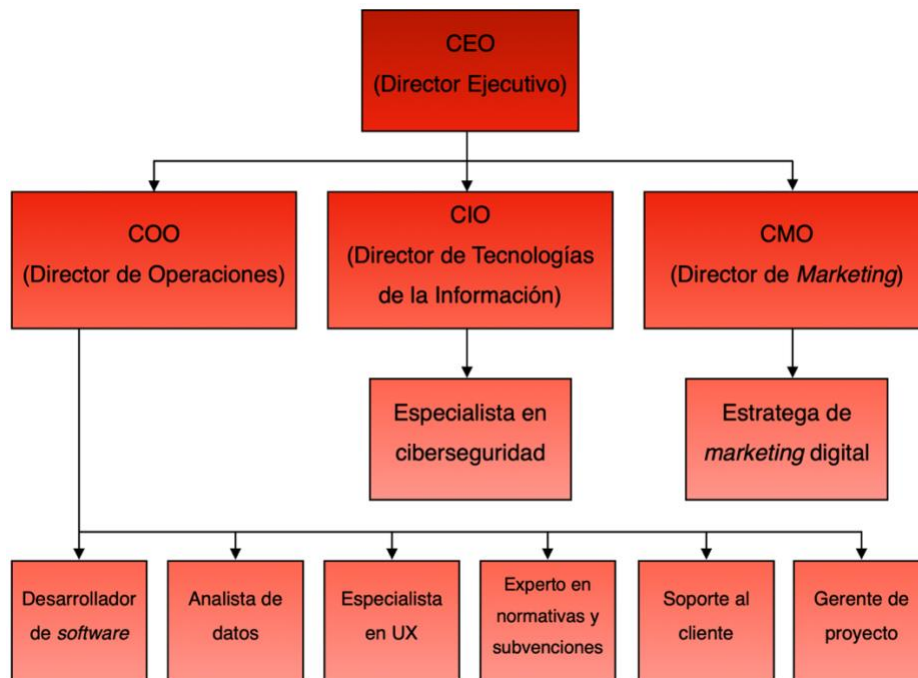 CEO
(Director Ejecutivo)
COO
(Director de Operaciones)
CIO
(Director de Tecnologías
de la Información)
CMO
(Director de Marketing)
Especialista en
ciberseguridad
Estratega de
marketing digital
Desarrollador
de software
Analista de
datos
Especialista
en UX
Experto en
normativas y
subvenciones
Soporte al
cliente
Gerente de
proyecto